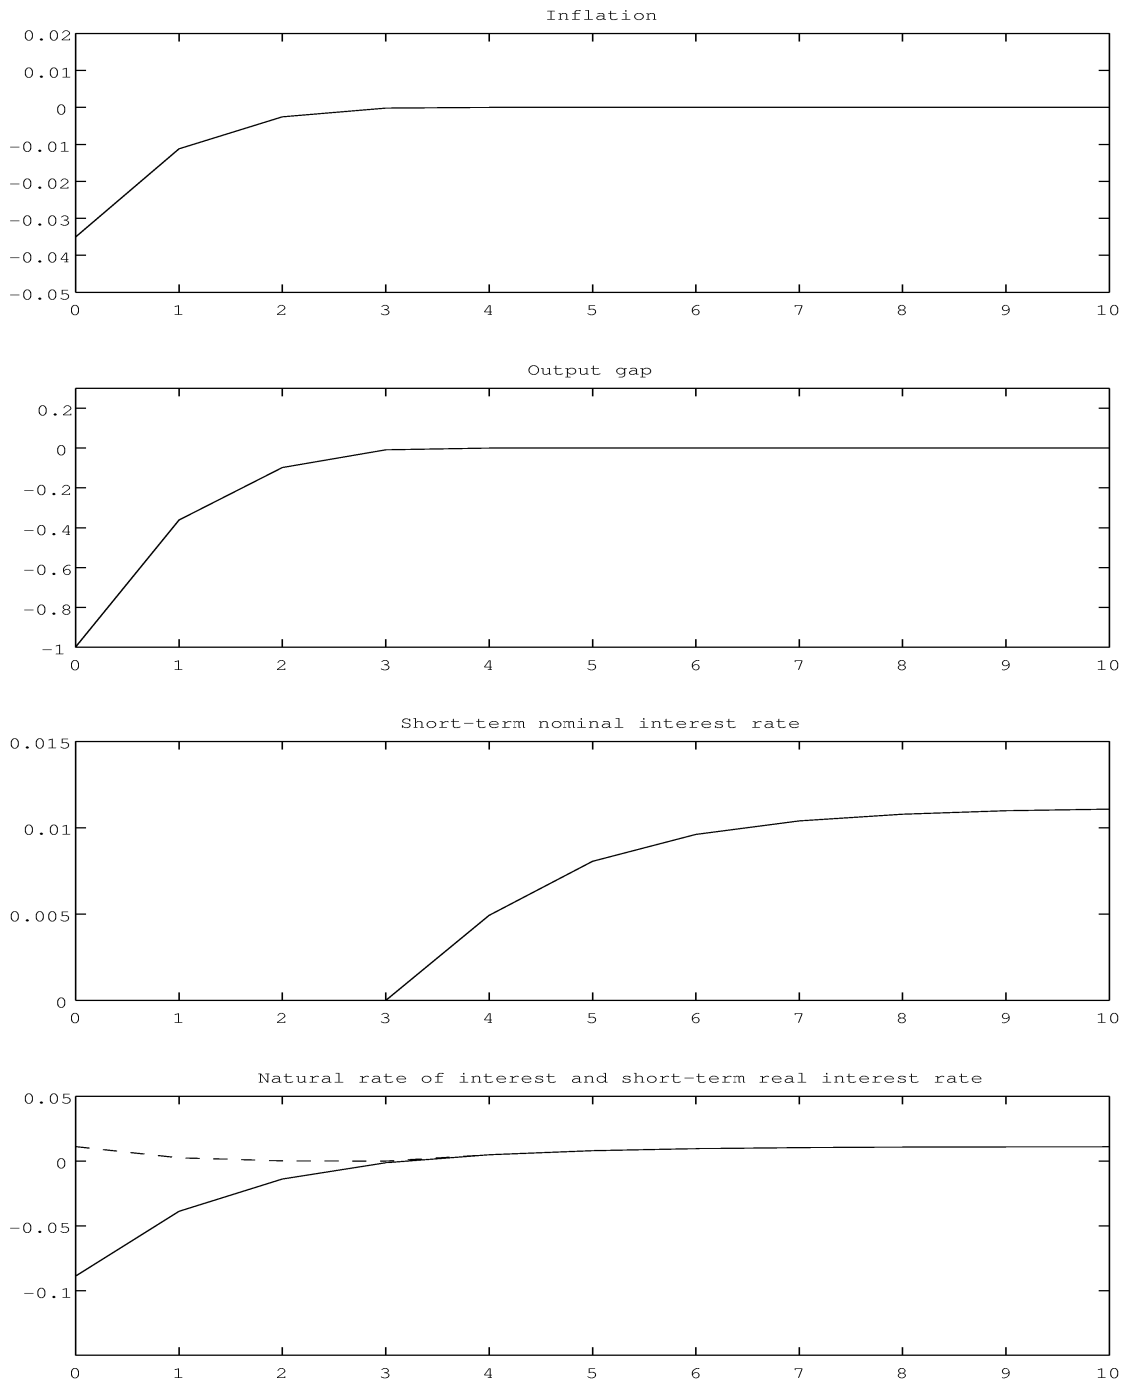 Inflation
0.02
0.01
0
−0.01
−0.02
−0.03
−0.04
−0.05
0 1 2 3 4 5 6 7 8 9 10
Output gap
0.2
0
−0.2
−0.4
−0.6
−0.8
−1
0 1 2 3 4 5 6 7 8 9 10
Short−term nominal interest rate
0.015
0.01
0.005
0
0 1 2 3 4 5 6 7 8 9 10
Natural rate of interest and short−term real interest rate
0.05
0
−0.05
−0.1
0 1 2 3 4 5 6 7 8 9 10